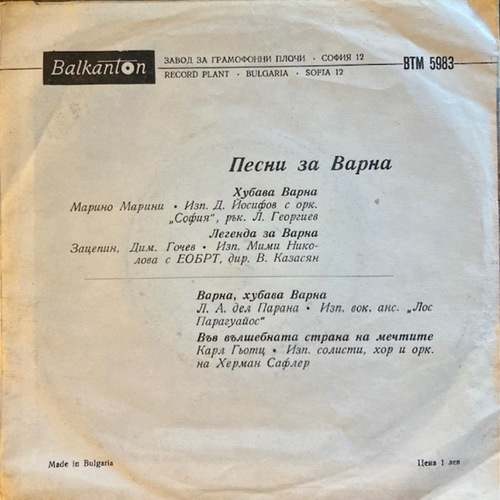 Balkanton
ЗАВОД ЗА ГРАМОФОННИ ПЛОЧИ · СОФИЯ 12
RECORD PLANT · BULGARIA · SOFIA 12
ВТМ 5983
Песни за Варна
Хубава Варна
Марино Марини • Изп. Д. Йосифов с орк.
„София“, рък. Л. Георгиев
Легенда за Варна
Зацепин, Дим. Гочев • Изп. Мими Нико-
лова с ЕОБРТ, дир. В. Казасян
Варна, хубава Варна
Л. А. дел Парана • Изп. вок. анс. „Лос
Парагуайос“
Във вълшебната страна на мечтите
Карл Гьотц • Изп. солисти, хор и орк.
на Херман Сафлер
Made in Bulgaria
Цена 1 лев